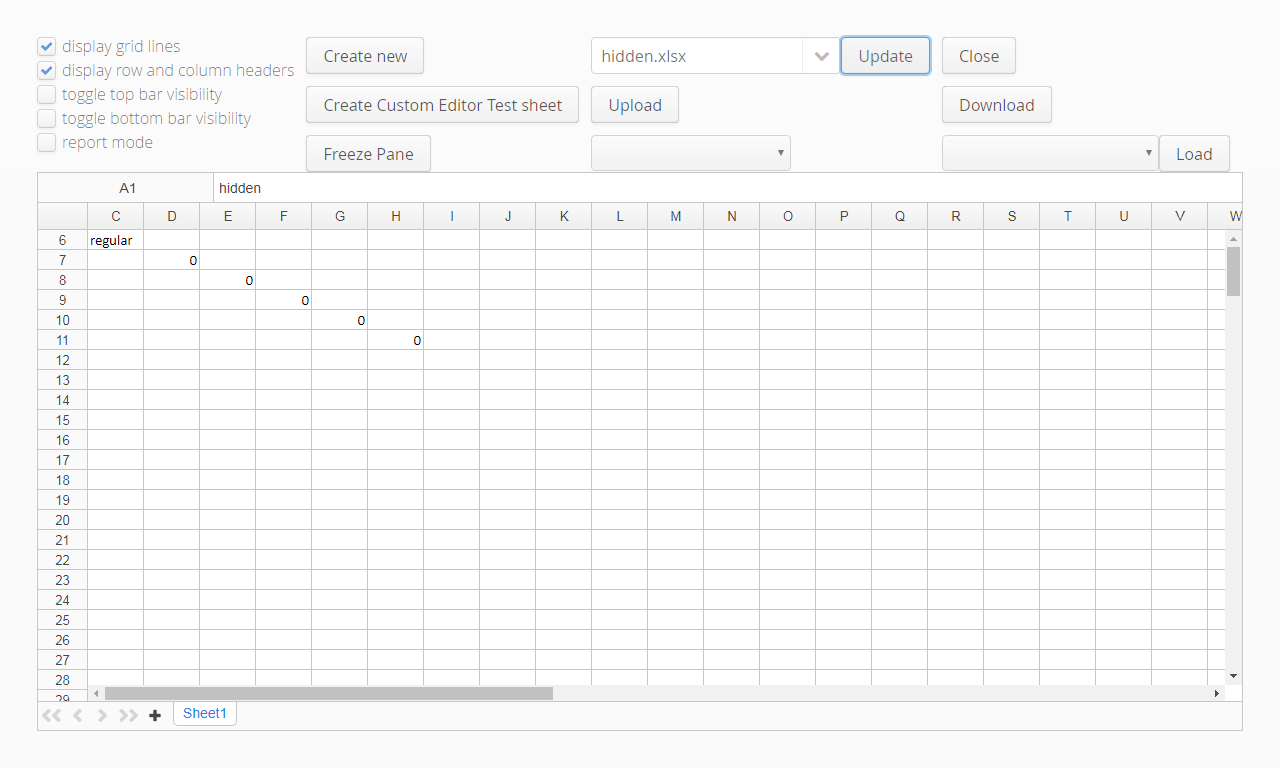 display grid lines
display row and column headers
toggle top bar visibility
toggle bottom bar visibility
report mode
Create new
hidden.xlsx
Update
Close
Create Custom Editor Test sheet
Upload
Download
Freeze Pane
Load
A1 hidden
C D E F G H I J K L M N O P Q R S T U V W
6 regular
7 0
8 0
9 0
10 0
11 0
12
13
14
15
16
17
18
19
20
21
22
23
24
25
26
27
28
29
Sheet1